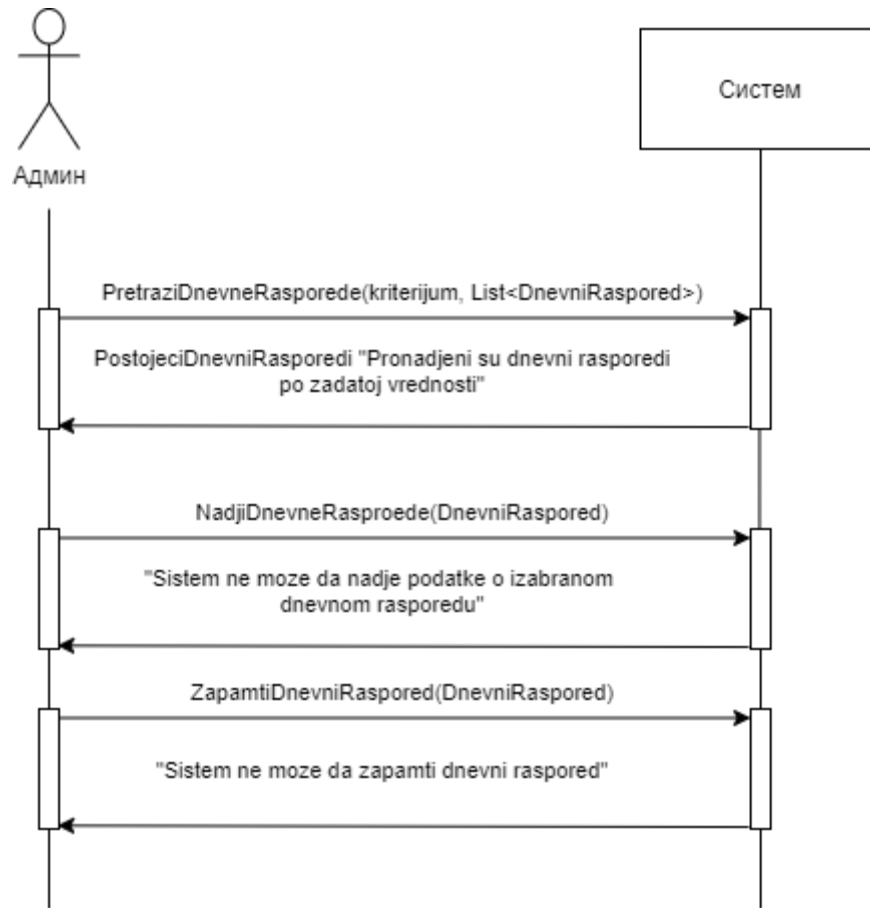 Систем
Админ
PretraziDnevneRasporede(kriterijum, List<DnevniRaspored>)
PostojeciDnevniRasporedi "Pronadjeni su dnevni rasporedi
po zadatoj vrednosti"
NadjiDnevneRasproede(DnevniRaspored)
"Sistem ne moze da nadje podatke o izabranom
dnevnom rasporedu"
ZapamtiDnevniRaspored(DnevniRaspored)
"Sistem ne moze da zapamti dnevni raspored"